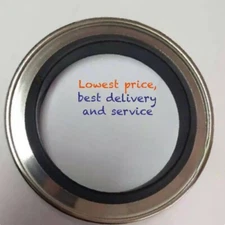 Lowest price,
best delivery
and service